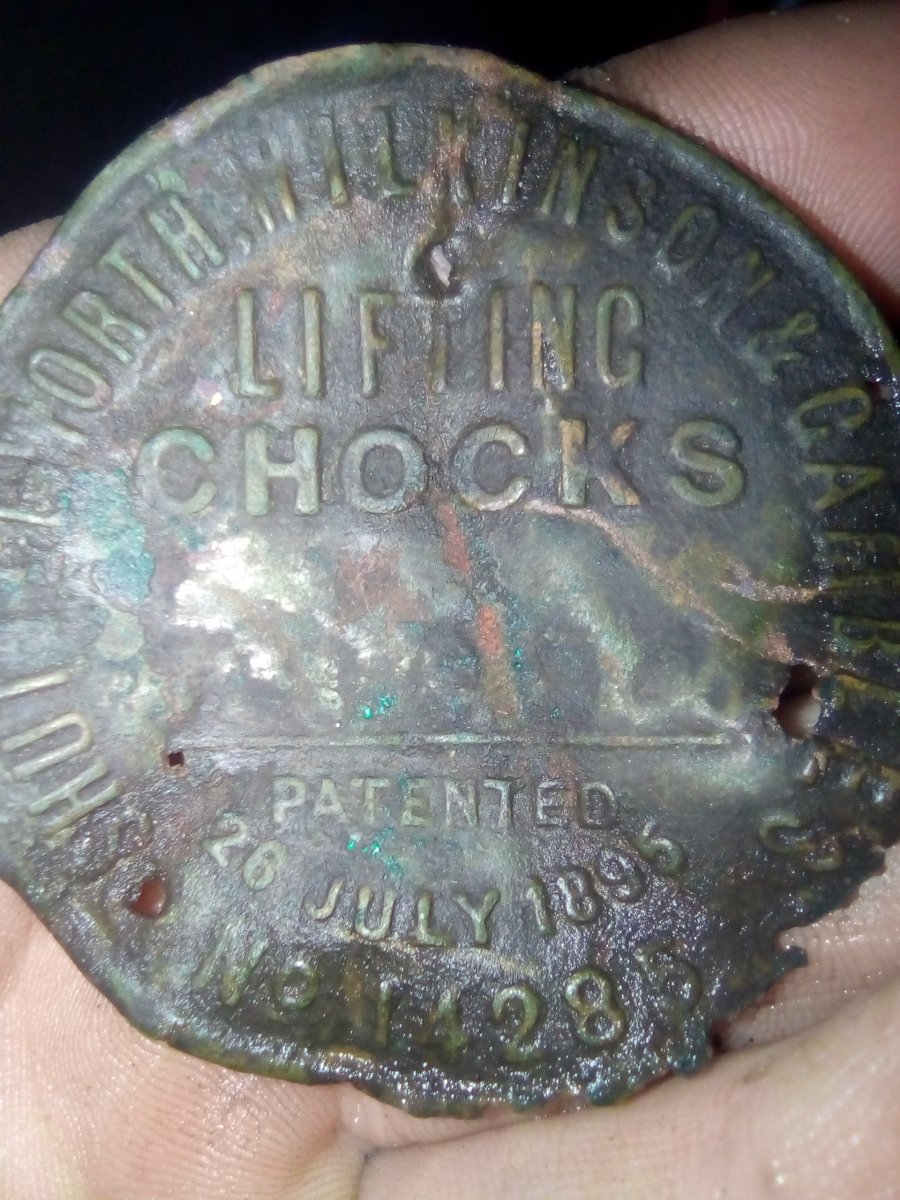 WILKINSON &
LIFTING
CHOCKS
PATENTED
26 JULY 1895
No 14285